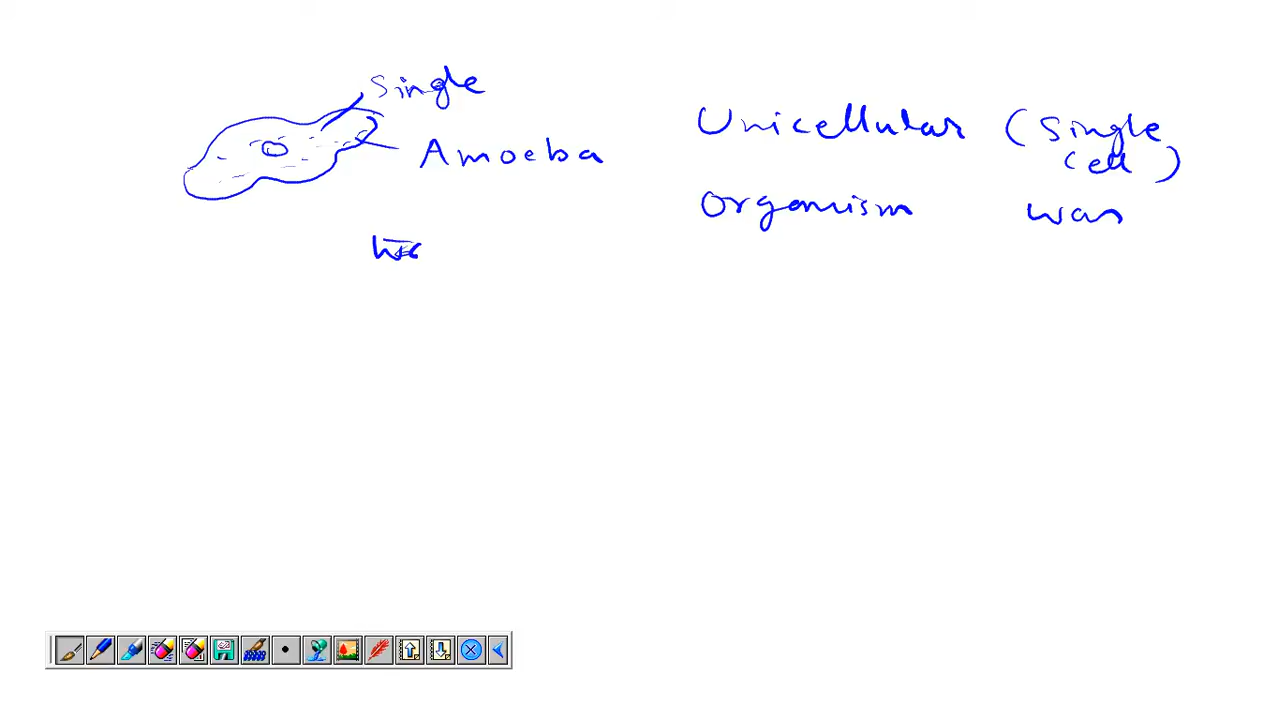 Single
Amoeba
Unicellular (Single
Cell)
Organism was